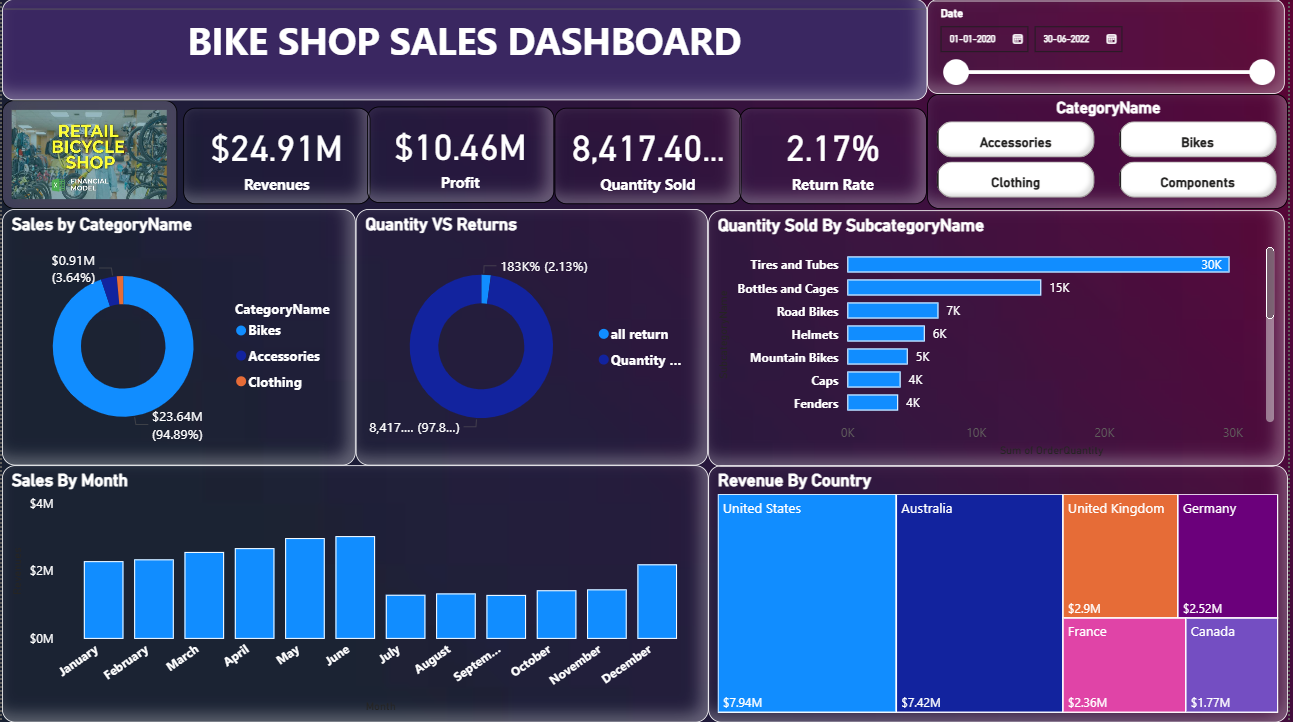 BIKE SHOP SALES DASHBOARD
Date
01-01-2020
30-06-2022
RETAIL
BICYCLE
SHOP
FINANCIAL
MODEL
$24.91M
Revenues
$10.46M
Profit
8,417.40...
Quantity Sold
2.17%
Return Rate
CategoryName
Accessories
Bikes
Clothing
Components
Sales by CategoryName
$0.91M
(3.64%)
$23.64M
(94.89%)
CategoryName
Bikes
Accessories
Clothing
Quantity VS Returns
183K% (2.13%)
8,417.... (97.8...)
all return
Quantity ...
Quantity Sold By SubcategoryName
Tires and Tubes
30K
Bottles and Cages
15K
Road Bikes
7K
Helmets
6K
Mountain Bikes
5K
Caps
4K
Fenders
4K
0K
10K
20K
30K
Sum of OrderQuantity
Sales By Month
$4M
$2M
$0M
January
February
March
April
May
June
July
August
Septem...
October
November
December
Month
Revenue By Country
United States
$7.94M
Australia
$7.42M
United Kingdom
$2.9M
Germany
$2.52M
France
$2.36M
Canada
$1.77M